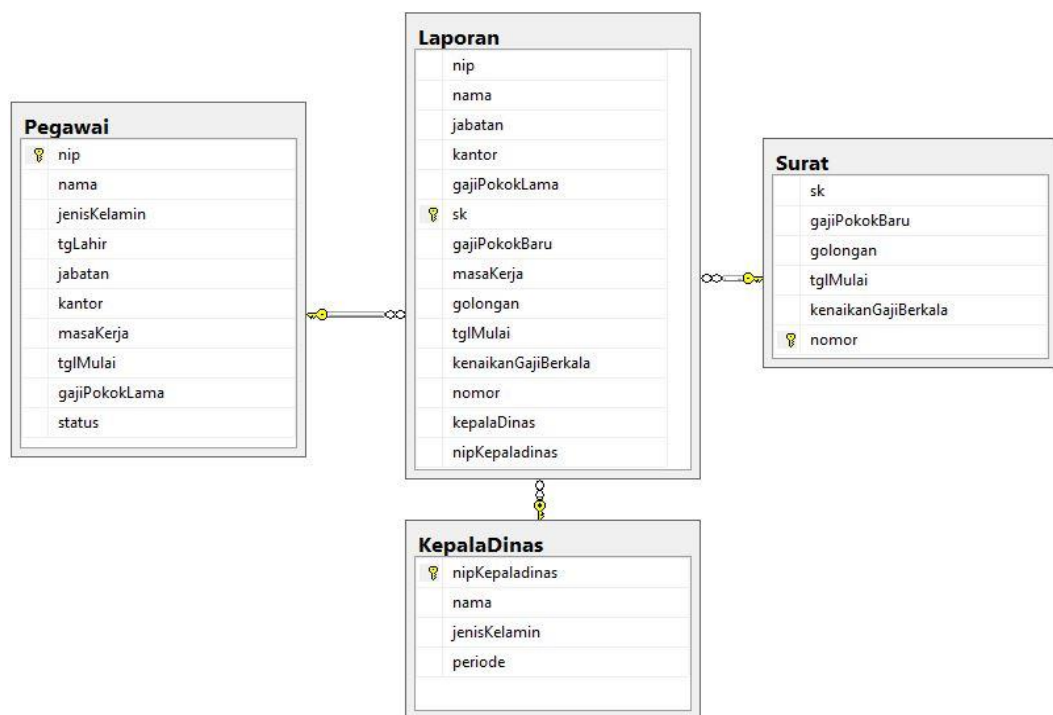 Laporan
nip
nama
jabatan
kantor
gajiPokokLama
sk
gajiPokokBaru
masaKerja
golongan
tglMulai
kenaikanGajiBerkala
nomor
kepalaDinas
nipKepaladinas
Pegawai
nip
nama
jenisKelamin
tgLahir
jabatan
kantor
masaKerja
tglMulai
gajiPokokLama
status
Surat
sk
gajiPokokBaru
golongan
tglMulai
kenaikanGajiBerkala
nomor
KepalaDinas
nipKepaladinas
nama
jenisKelamin
periode